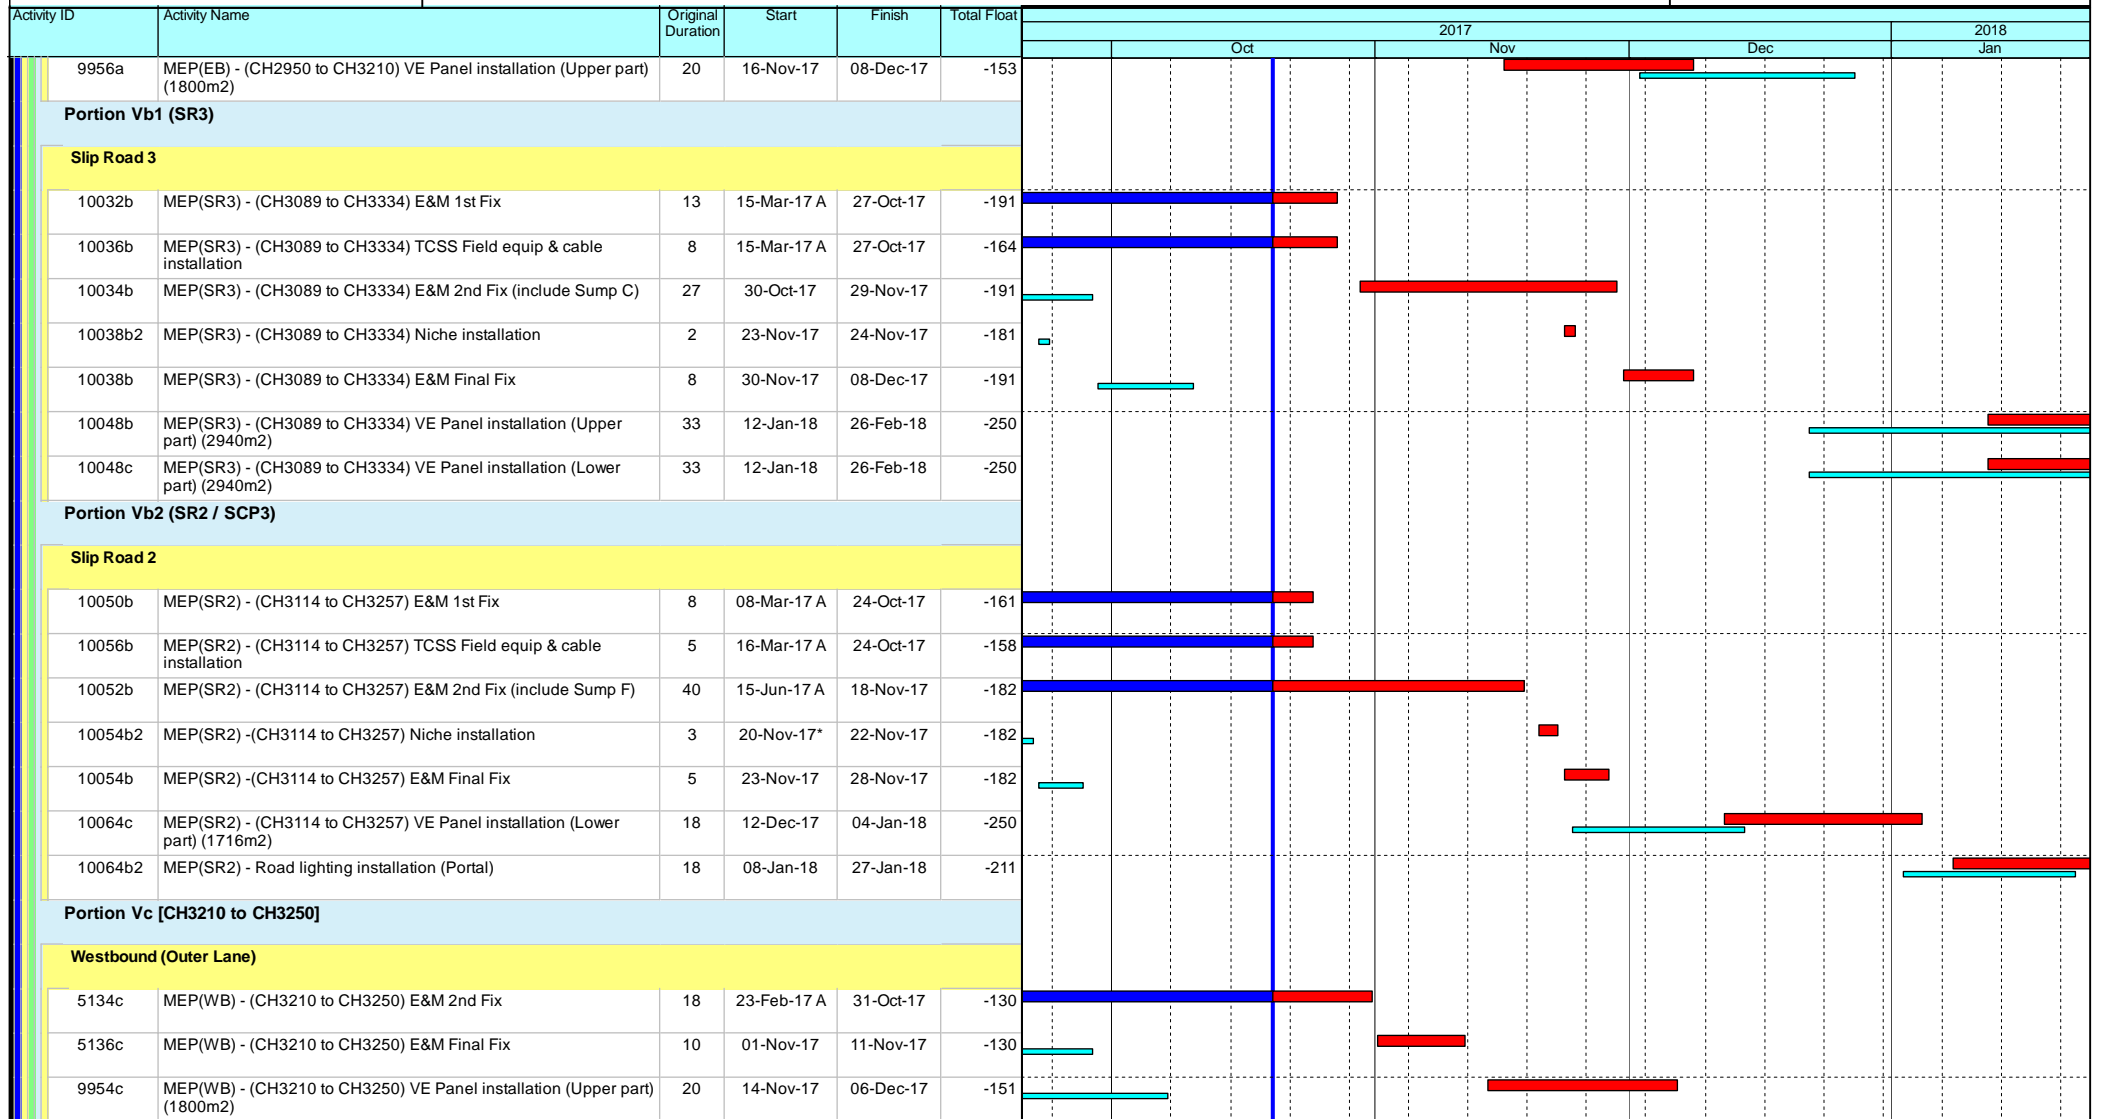 Activity ID Activity Name Original Duration Start Finish Total Float
2017 2018
Oct Nov Dec Jan
9956a MEP(EB) - (CH2950 to CH3210) VE Panel installation (Upper part) 20 16-Nov-17 08-Dec-17 -153
(1800m2)
Portion Vb1 (SR3)
Slip Road 3
10032b MEP(SR3) - (CH3089 to CH3334) E&M 1st Fix 13 15-Mar-17 A 27-Oct-17 -191
10036b MEP(SR3) - (CH3089 to CH3334) TCSS Field equip & cable 8 15-Mar-17 A 27-Oct-17 -164
installation
10034b MEP(SR3) - (CH3089 to CH3334) E&M 2nd Fix (include Sump C) 27 30-Oct-17 29-Nov-17 -191
10038b2 MEP(SR3) - (CH3089 to CH3334) Niche installation 2 23-Nov-17 24-Nov-17 -181
10038b MEP(SR3) - (CH3089 to CH3334) E&M Final Fix 8 30-Nov-17 08-Dec-17 -191
10048b MEP(SR3) - (CH3089 to CH3334) VE Panel installation (Upper 33 12-Jan-18 26-Feb-18 -250
part) (2940m2)
10048c MEP(SR3) - (CH3089 to CH3334) VE Panel installation (Lower 33 12-Jan-18 26-Feb-18 -250
part) (2940m2)
Portion Vb2 (SR2 / SCP3)
Slip Road 2
10050b MEP(SR2) - (CH3114 to CH3257) E&M 1st Fix 8 08-Mar-17 A 24-Oct-17 -161
10056b MEP(SR2) - (CH3114 to CH3257) TCSS Field equip & cable 5 16-Mar-17 A 24-Oct-17 -158
installation
10052b MEP(SR2) - (CH3114 to CH3257) E&M 2nd Fix (include Sump F) 40 15-Jun-17 A 18-Nov-17 -182
10054b2 MEP(SR2) -(CH3114 to CH3257) Niche installation 3 20-Nov-17* 22-Nov-17 -182
10054b MEP(SR2) -(CH3114 to CH3257) E&M Final Fix 5 23-Nov-17 28-Nov-17 -182
10064c MEP(SR2) - (CH3114 to CH3257) VE Panel installation (Lower 18 12-Dec-17 04-Jan-18 -250
part) (1716m2)
10064b2 MEP(SR2) - Road lighting installation (Portal) 18 08-Jan-18 27-Jan-18 -211
Portion Vc [CH3210 to CH3250]
Westbound (Outer Lane)
5134c MEP(WB) - (CH3210 to CH3250) E&M 2nd Fix 18 23-Feb-17 A 31-Oct-17 -130
5136c MEP(WB) - (CH3210 to CH3250) E&M Final Fix 10 01-Nov-17 11-Nov-17 -130
9954c MEP(WB) - (CH3210 to CH3250) VE Panel installation (Upper part) 20 14-Nov-17 06-Dec-17 -151
(1800m2)